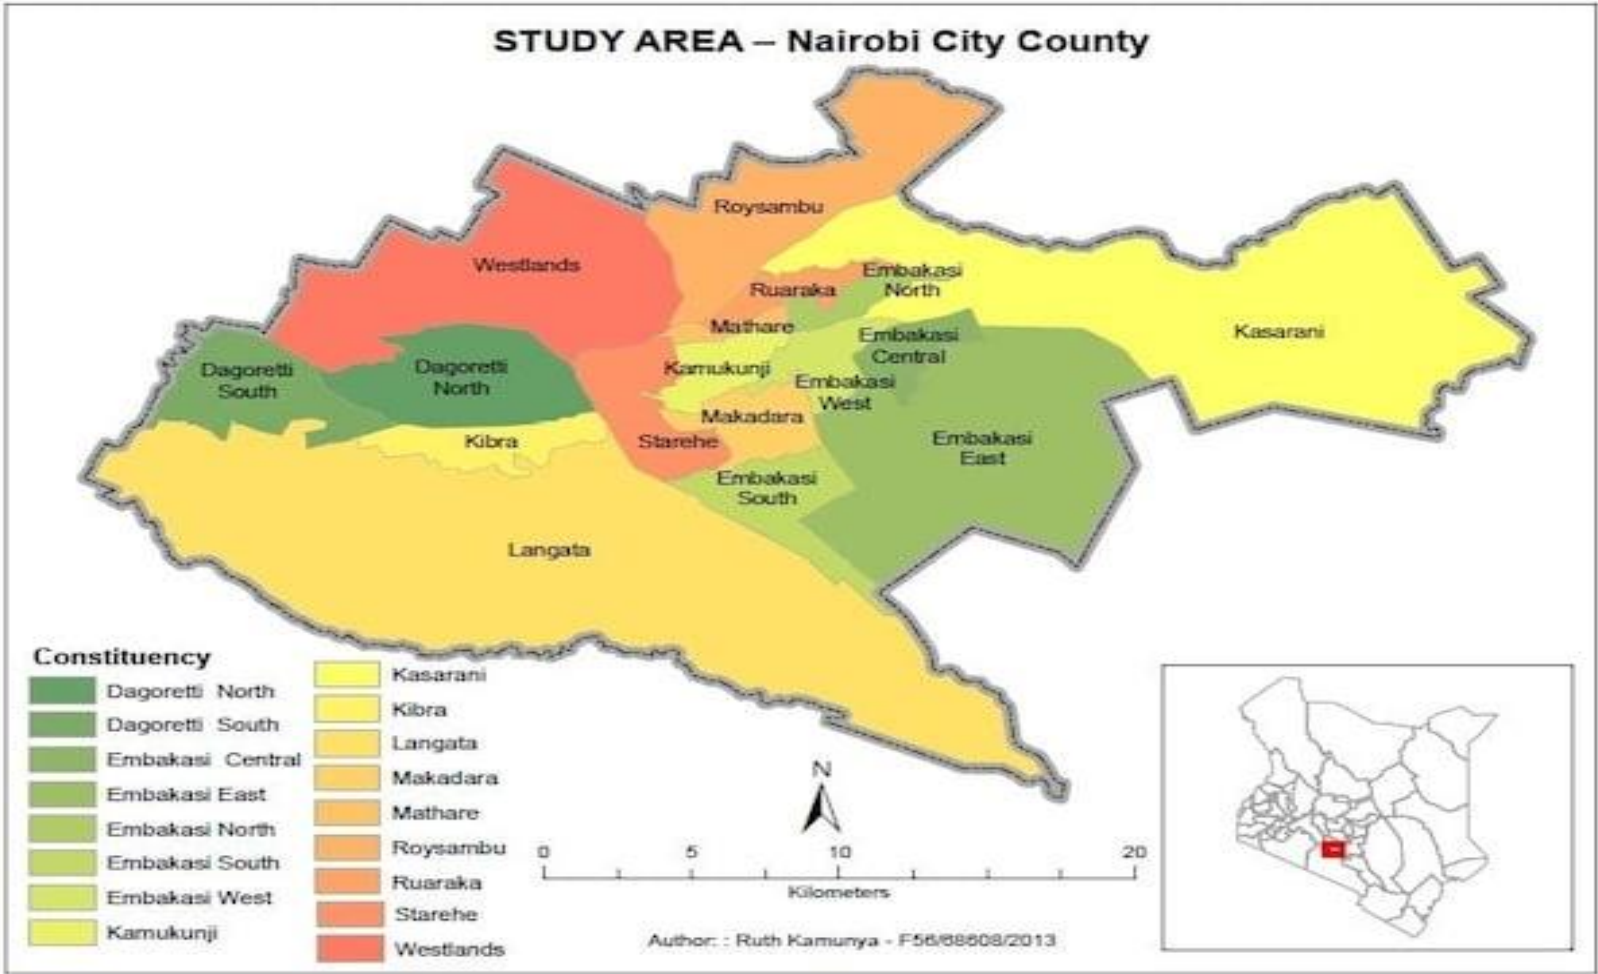 STUDY AREA – Nairobi City County
Roysambu
Westlands
Embakasi
North
Ruaraka
Mathare
Embakasi
Central
Kasarani
Dagoretti
South
Dagoretti
North
Kamukunji
Embakasi
West
Makadara
Kibra
Starehe
Embakasi
East
Embakasi
South
Langata
Constituency
Dagoretti North
Dagoretti South
Embakasi Central
Embakasi East
Embakasi North
Embakasi South
Embakasi West
Kamukunji
Kasarani
Kibra
Langata
Makadara
Mathare
Roysambu
Ruaraka
Starehe
Westlands
N
0 5 10 20
Kilometers
Author: : Ruth Kamunya - F56/68608/2013